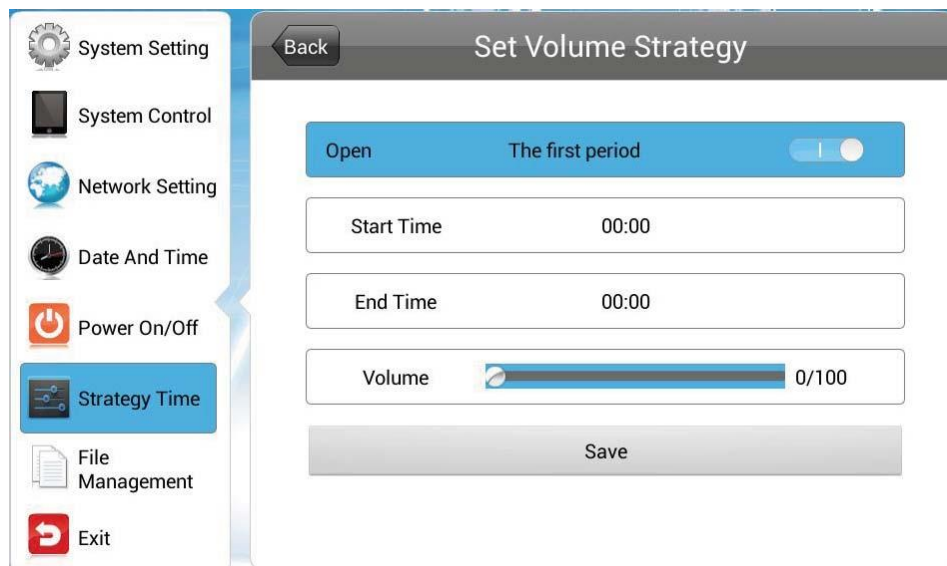 System Setting
System Control
Network Setting
Date And Time
Power On/Off
Strategy Time
File
Management
Exit
Back
Set Volume Strategy
Open The first period
Start Time 00:00
End Time 00:00
Volume 0/100
Save